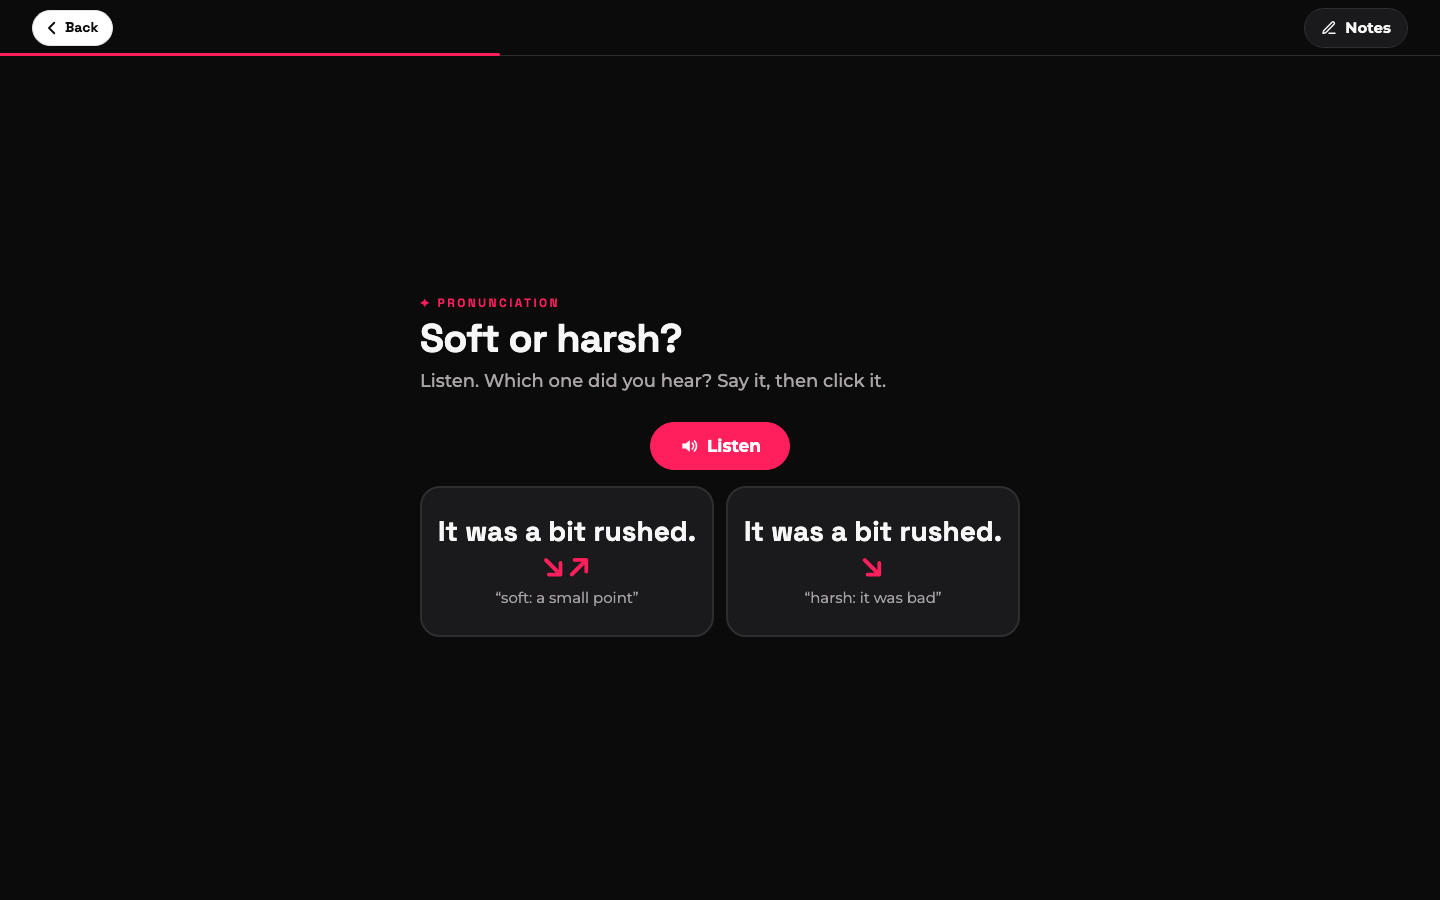 Back
Notes
PRONUNCIATION
Soft or harsh?
Listen. Which one did you hear? Say it, then click it.
Listen
It was a bit rushed.
“soft: a small point”
It was a bit rushed.
“harsh: it was bad”